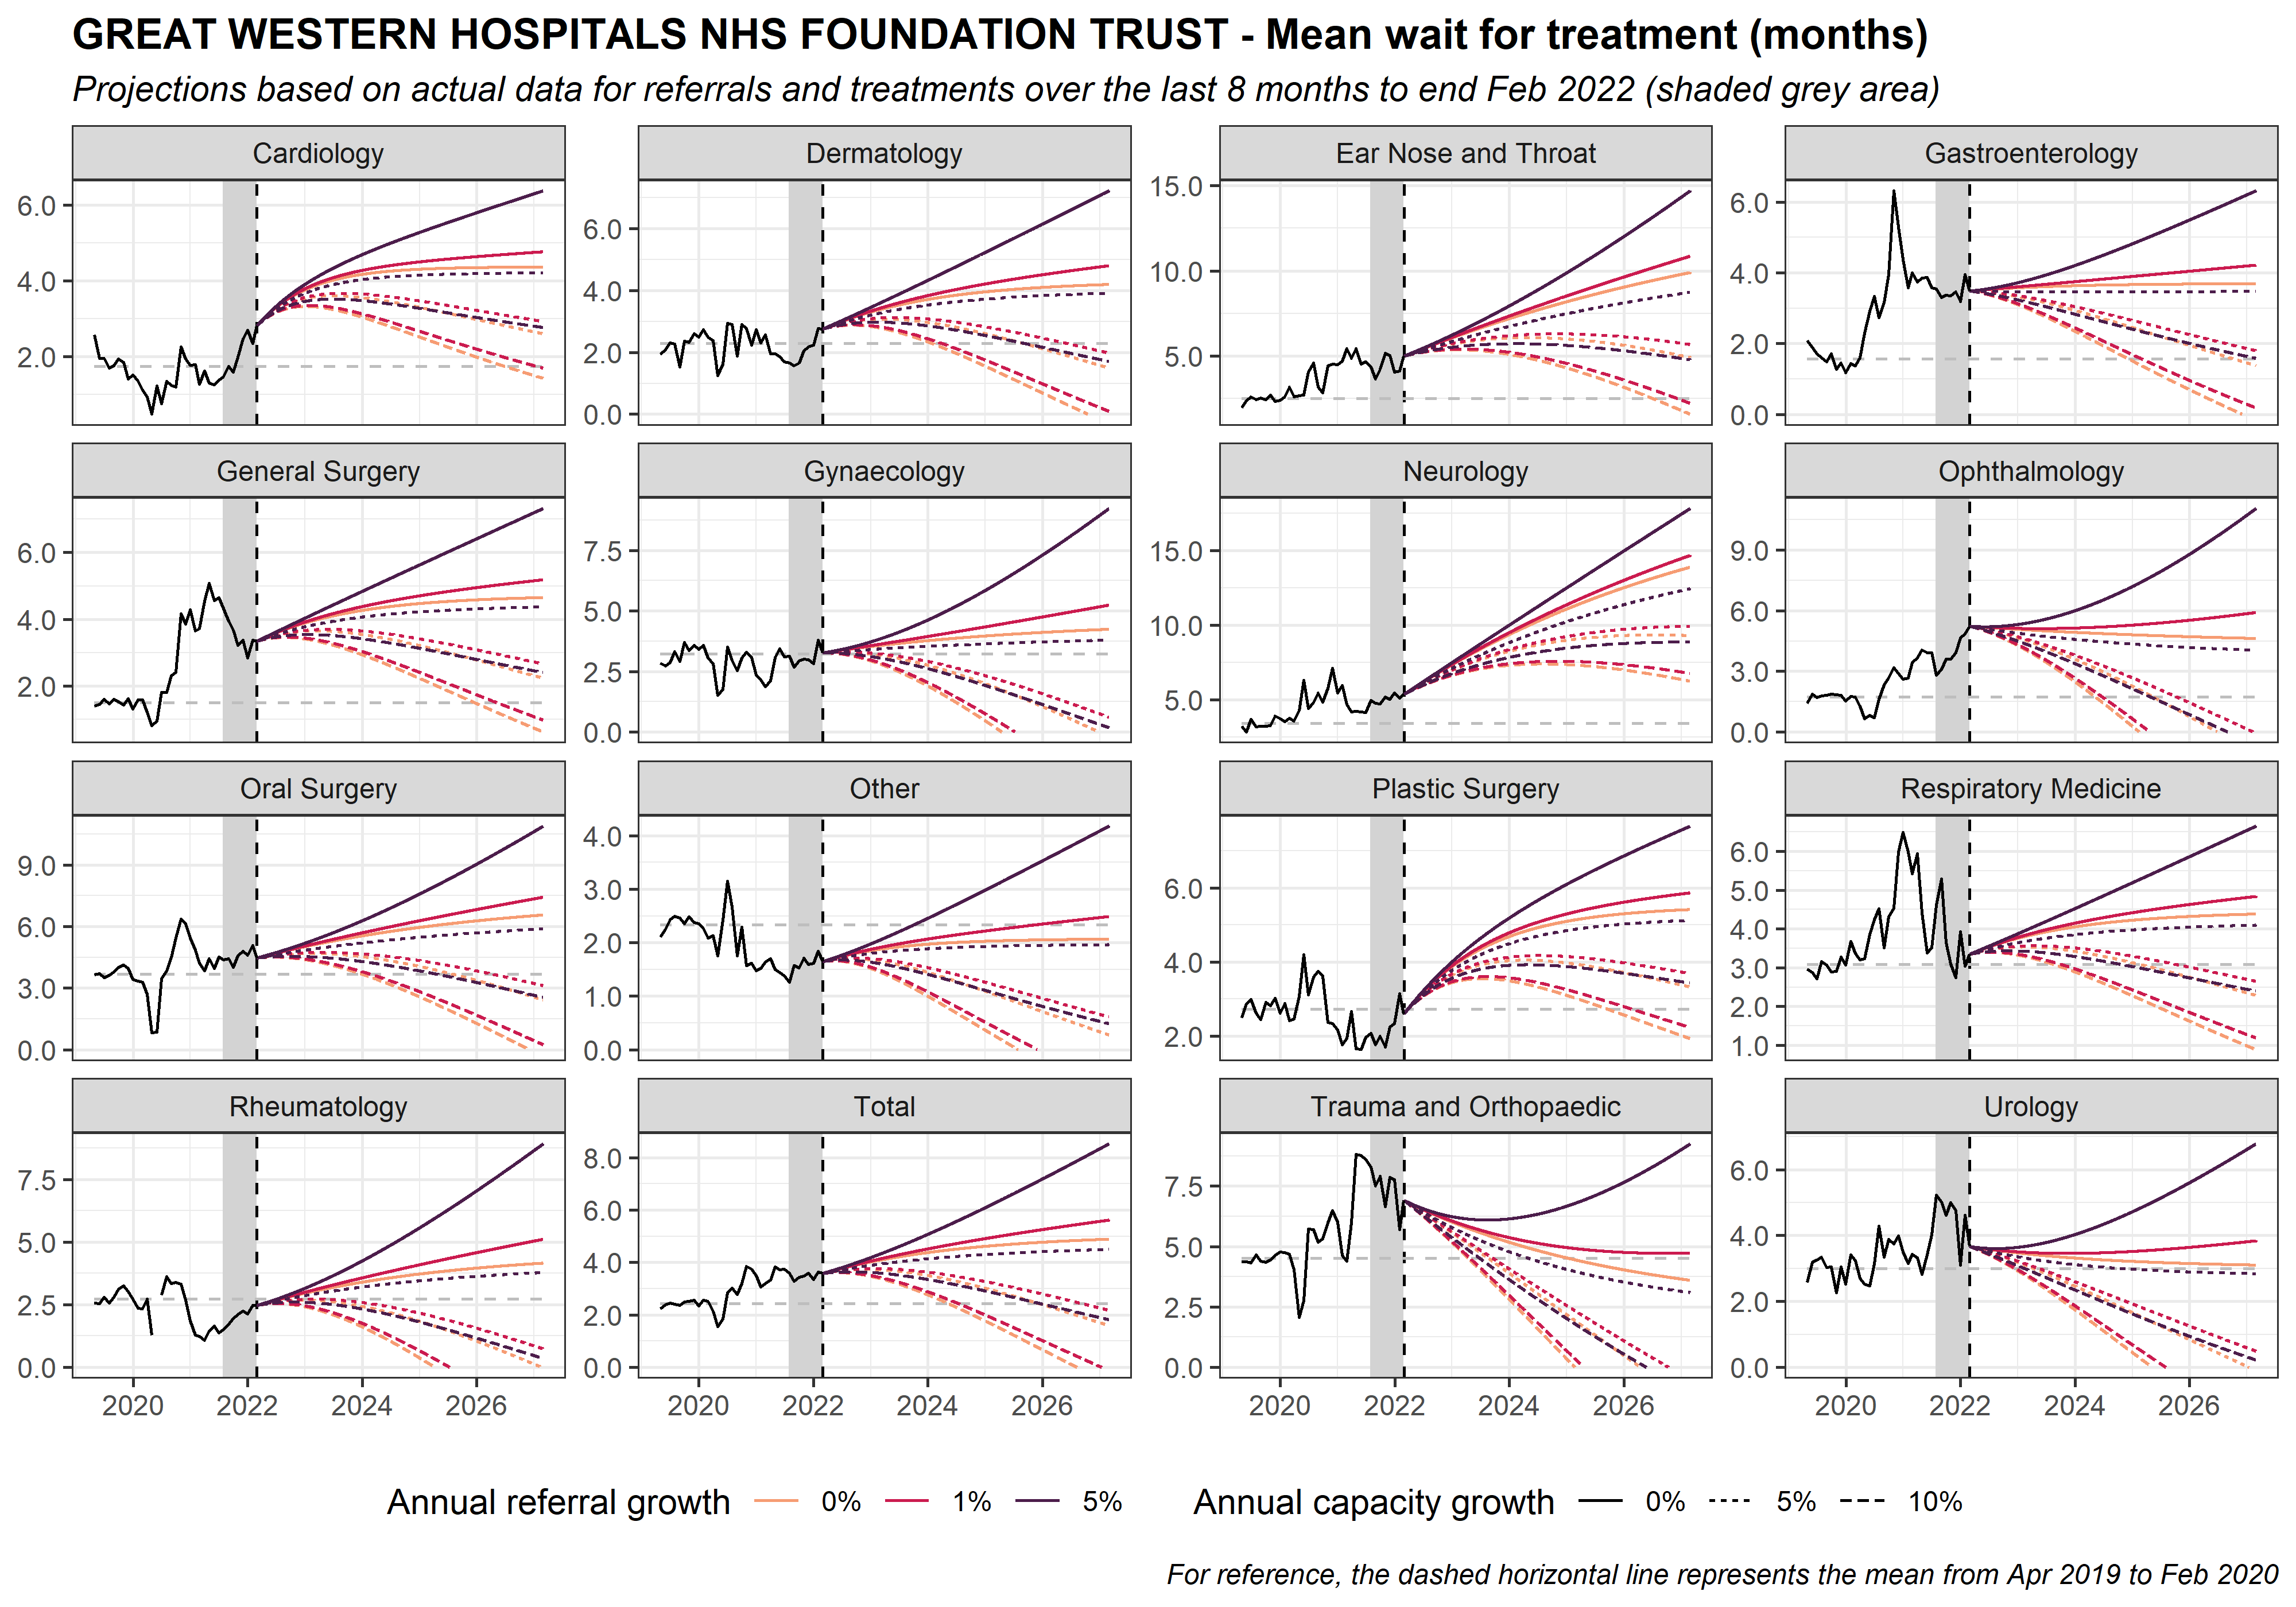 GREAT WESTERN HOSPITALS NHS FOUNDATION TRUST - Mean wait for treatment (months)
Projections based on actual data for referrals and treatments over the last 8 months to end Feb 2022 (shaded grey area)
Cardiology
6.0
4.0
2.0
Dermatology
6.0
4.0
2.0
0.0
Ear Nose and Throat
15.0
10.0
5.0
Gastroenterology
6.0
4.0
2.0
0.0
General Surgery
6.0
4.0
2.0
Gynaecology
7.5
5.0
2.5
0.0
Neurology
15.0
10.0
5.0
Ophthalmology
9.0
6.0
3.0
0.0
Oral Surgery
9.0
6.0
3.0
0.0
Other
4.0
3.0
2.0
1.0
0.0
Plastic Surgery
6.0
4.0
2.0
Respiratory Medicine
6.0
5.0
4.0
3.0
2.0
1.0
Rheumatology
7.5
5.0
2.5
0.0
2020 2022 2024 2026
Total
8.0
6.0
4.0
2.0
0.0
2020 2022 2024 2026
Trauma and Orthopaedic
7.5
5.0
2.5
0.0
2020 2022 2024 2026
Urology
6.0
4.0
2.0
0.0
2020 2022 2024 2026
Annual referral growth 0% 1% 5%
Annual capacity growth 0% 5% 10%
For reference, the dashed horizontal line represents the mean from Apr 2019 to Feb 2020